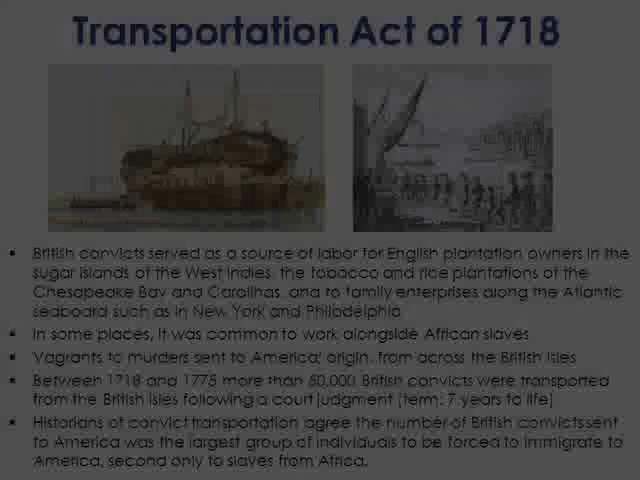 Transportation Act of 1718
• British convicts served as a source of labor for English plantation owners in the
sugar islands of the West Indies, the tobacco and rice plantations of the
Chesapeake Bay and Carolinas, and to family enterprises along the Atlantic
seaboard such as in New York and Philadelphia
• In some places, it was common to work alongside African slaves
• Vagrants to murders sent to America; origin, from across the British Isles
• Between 1718 and 1775 more than 50,000 British convicts were transported
from the British Isles following a court judgment (term: 7 years to life)
• Historians of convict transportation agree the number of British convicts sent
to America was the largest group of individuals to be forced to immigrate to
America, second only to slaves from Africa.